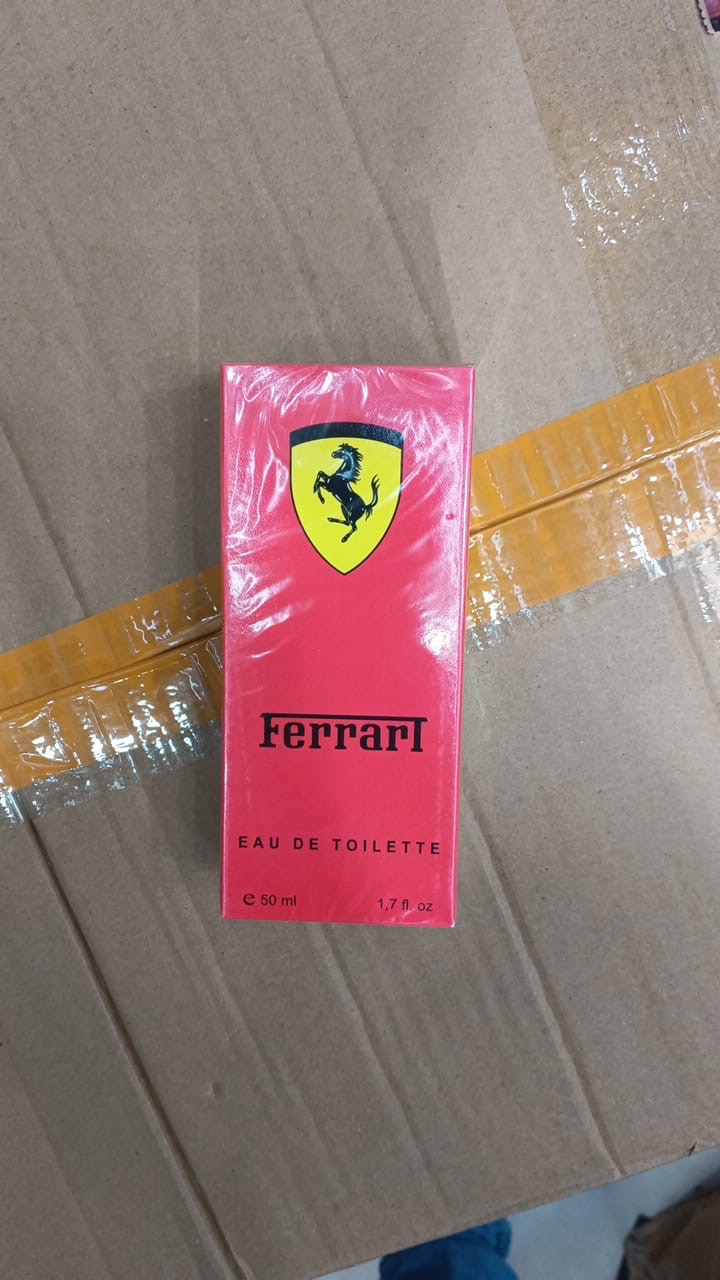 Ferrari
EAU DE TOILETTE
e 50 ml 1,7 fl. oz